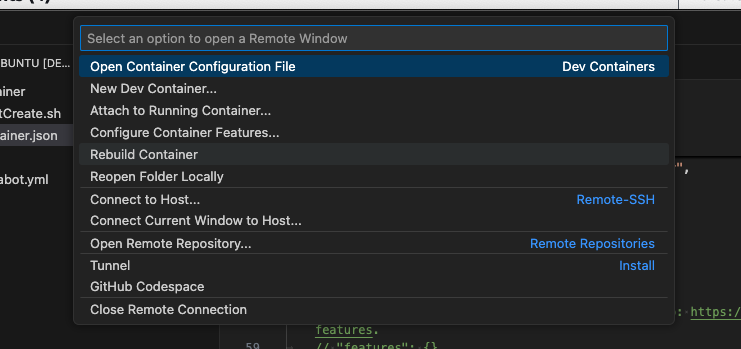 Select an option to open a Remote Window
BUNTU [DE...
Open Container Configuration File Dev Containers
New Dev Container...
Attach to Running Container...
Configure Container Features...
Rebuild Container
Reopen Folder Locally
Connect to Host... Remote-SSH
Connect Current Window to Host...
Open Remote Repository... Remote Repositories
Tunnel Install
GitHub Codespace
Close Remote Connection
ainer
tCreate.sh
ainer.json
abot.yml
",
: https://
features.
59 // "features": {}